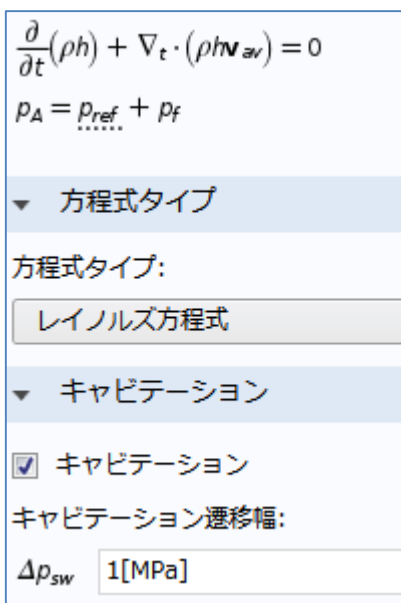 ∂/∂t(ρh) + ∇t·(ρhvav) = 0
pA = pref + pf
方程式タイプ
方程式タイプ:
レイノルズ方程式
キャビテーション
キャビテーション
キャビテーション遷移幅:
Δpsw 1[MPa]